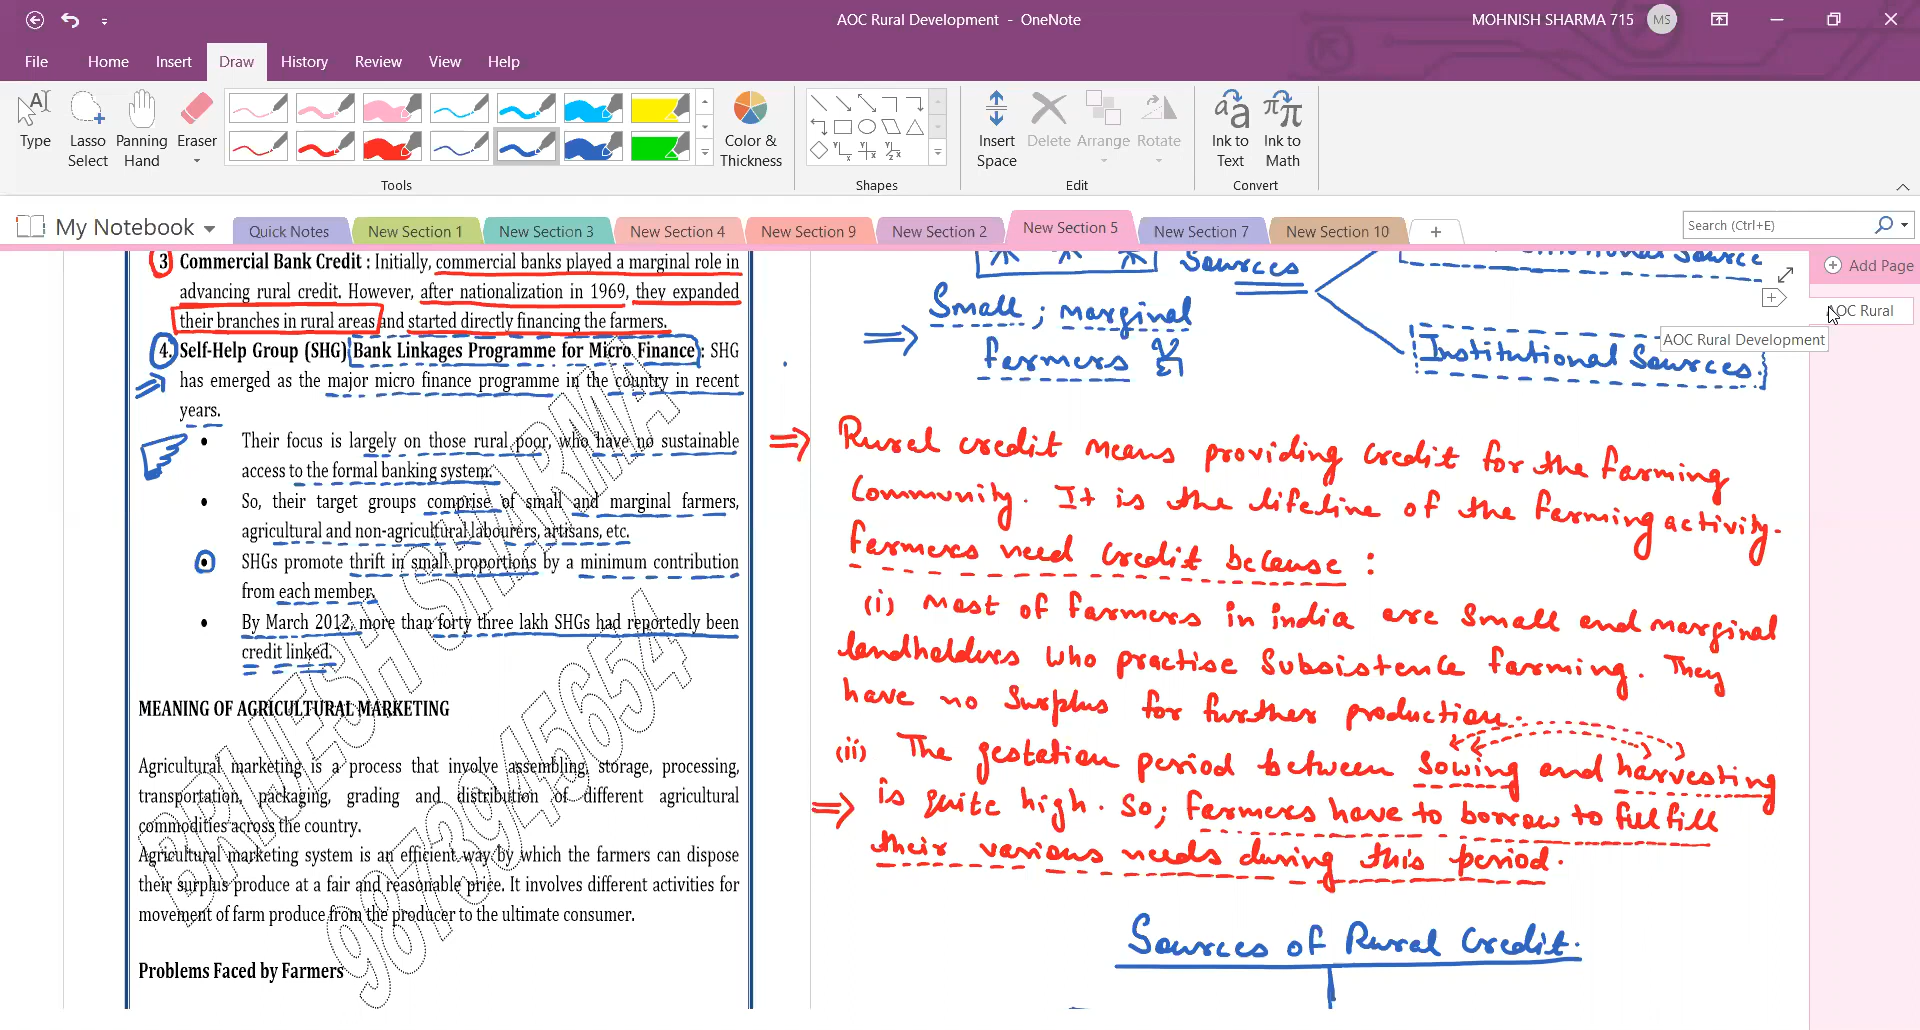 AOC Rural Development - OneNote
MOHNISH SHARMA 715
MS
File
Home
Insert
Draw
History
Review
View
Help
Type
Lasso
Select
Panning
Hand
Eraser
Color &
Thickness
Insert
Space
Delete
Arrange
Rotate
Ink to
Text
Ink to
Math
Tools
Shapes
Edit
Convert
My Notebook
Quick Notes
New Section 1
New Section 3
New Section 4
New Section 9
New Section 2
New Section 5
New Section 7
New Section 10
Search (Ctrl+E)
Add Page
AOC Rural
AOC Rural Development
3 Commercial Bank Credit : Initially, commercial banks played a marginal role in
advancing rural credit. However, after nationalization in 1969, they expanded
their branches in rural areas and started directly financing the farmers.
4. Self-Help Group (SHG) Bank Linkages Programme for Micro Finance : SHG
has emerged as the major micro finance programme in the country in recent
years.
• Their focus is largely on those rural poor, who have no sustainable
access to the formal banking system.
• So, their target groups comprise of small and marginal farmers,
agricultural and non-agricultural labourers, artisans, etc.
• SHGs promote thrift in small proportions by a minimum contribution
from each member.
• By March 2012, more than forty three lakh SHGs had reportedly been
credit linked.
MEANING OF AGRICULTURAL MARKETING
Agricultural marketing is a process that involve assembling, storage, processing,
transportation, packaging, grading and distribution of different agricultural
commodities across the country.
Agricultural marketing system is an efficient way by which the farmers can dispose
their surplus produce at a fair and reasonable price. It involves different activities for
movement of farm produce from the producer to the ultimate consumer.
Problems Faced by Farmers
BRIJESH SHARMA
9873945654
Sources
Small ; marginal
farmers
Institutional Sources
⇒ Rural credit means providing credit for the farming
community. It is the lifeline of the farming activity.
farmers need credit because :
(i) Most of farmers in india are small and marginal
landholders who practise subsistence farming. They
have no surplus for further production.
(ii) The gestation period between sowing and harvesting
is quite high. so; farmers have to borrow to fulfill
their various needs during this period.
Sources of Rural Credit.